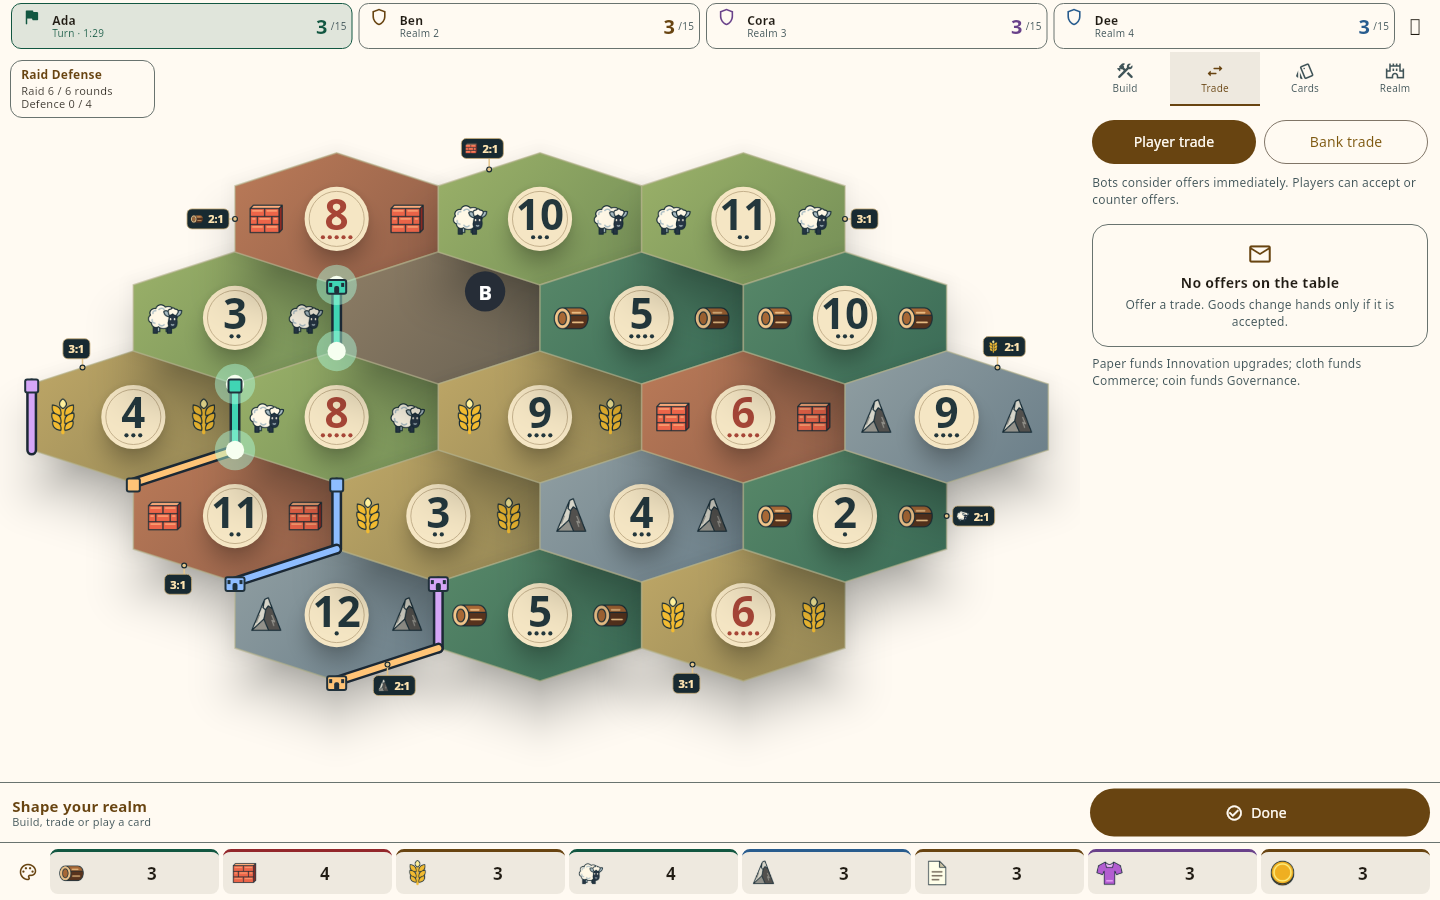 Ada
Turn · 1:29
3 /15
Ben
Realm 2
3 /15
Cora
Realm 3
3 /15
Dee
Realm 4
3 /15
Raid Defense
Raid 6 / 6 rounds
Defence 0 / 4
Build
Trade
Cards
Realm
Player trade
Bank trade
Bots consider offers immediately. Players can accept or
counter offers.
No offers on the table
Offer a trade. Goods change hands only if it is
accepted.
Paper funds Innovation upgrades; cloth funds
Commerce; coin funds Governance.
2:1
2:1
8
10
11
3:1
B
3
5
10
3:1
2:1
4
8
9
6
9
11
3
4
2
2:1
3:1
12
5
6
2:1
3:1
Shape your realm
Build, trade or play a card
Done
3
4
3
4
3
3
3
3